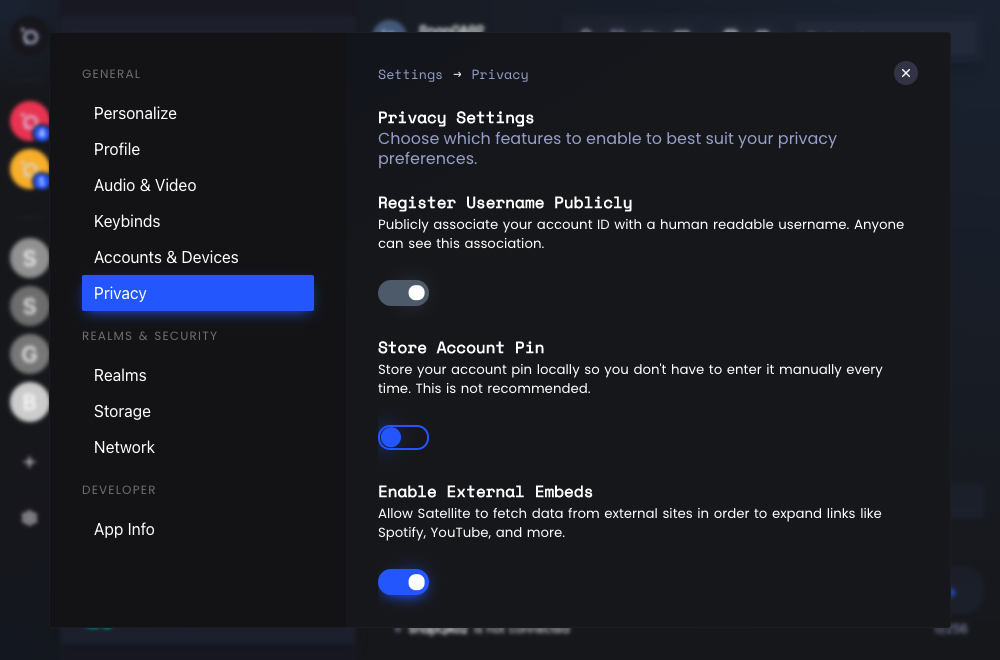 GENERAL
Personalize
Profile
Audio & Video
Keybinds
Accounts & Devices
Privacy
REALMS & SECURITY
Realms
Storage
Network
DEVELOPER
App Info
Settings → Privacy
Privacy Settings
Choose which features to enable to best suit your privacy
preferences.
Register Username Publicly
Publicly associate your account ID with a human readable username. Anyone
can see this association.
Store Account Pin
Store your account pin locally so you don't have to enter it manually every
time. This is not recommended.
Enable External Embeds
Allow Satellite to fetch data from external sites in order to expand links like
Spotify, YouTube, and more.
S
S
G
B
is not connected